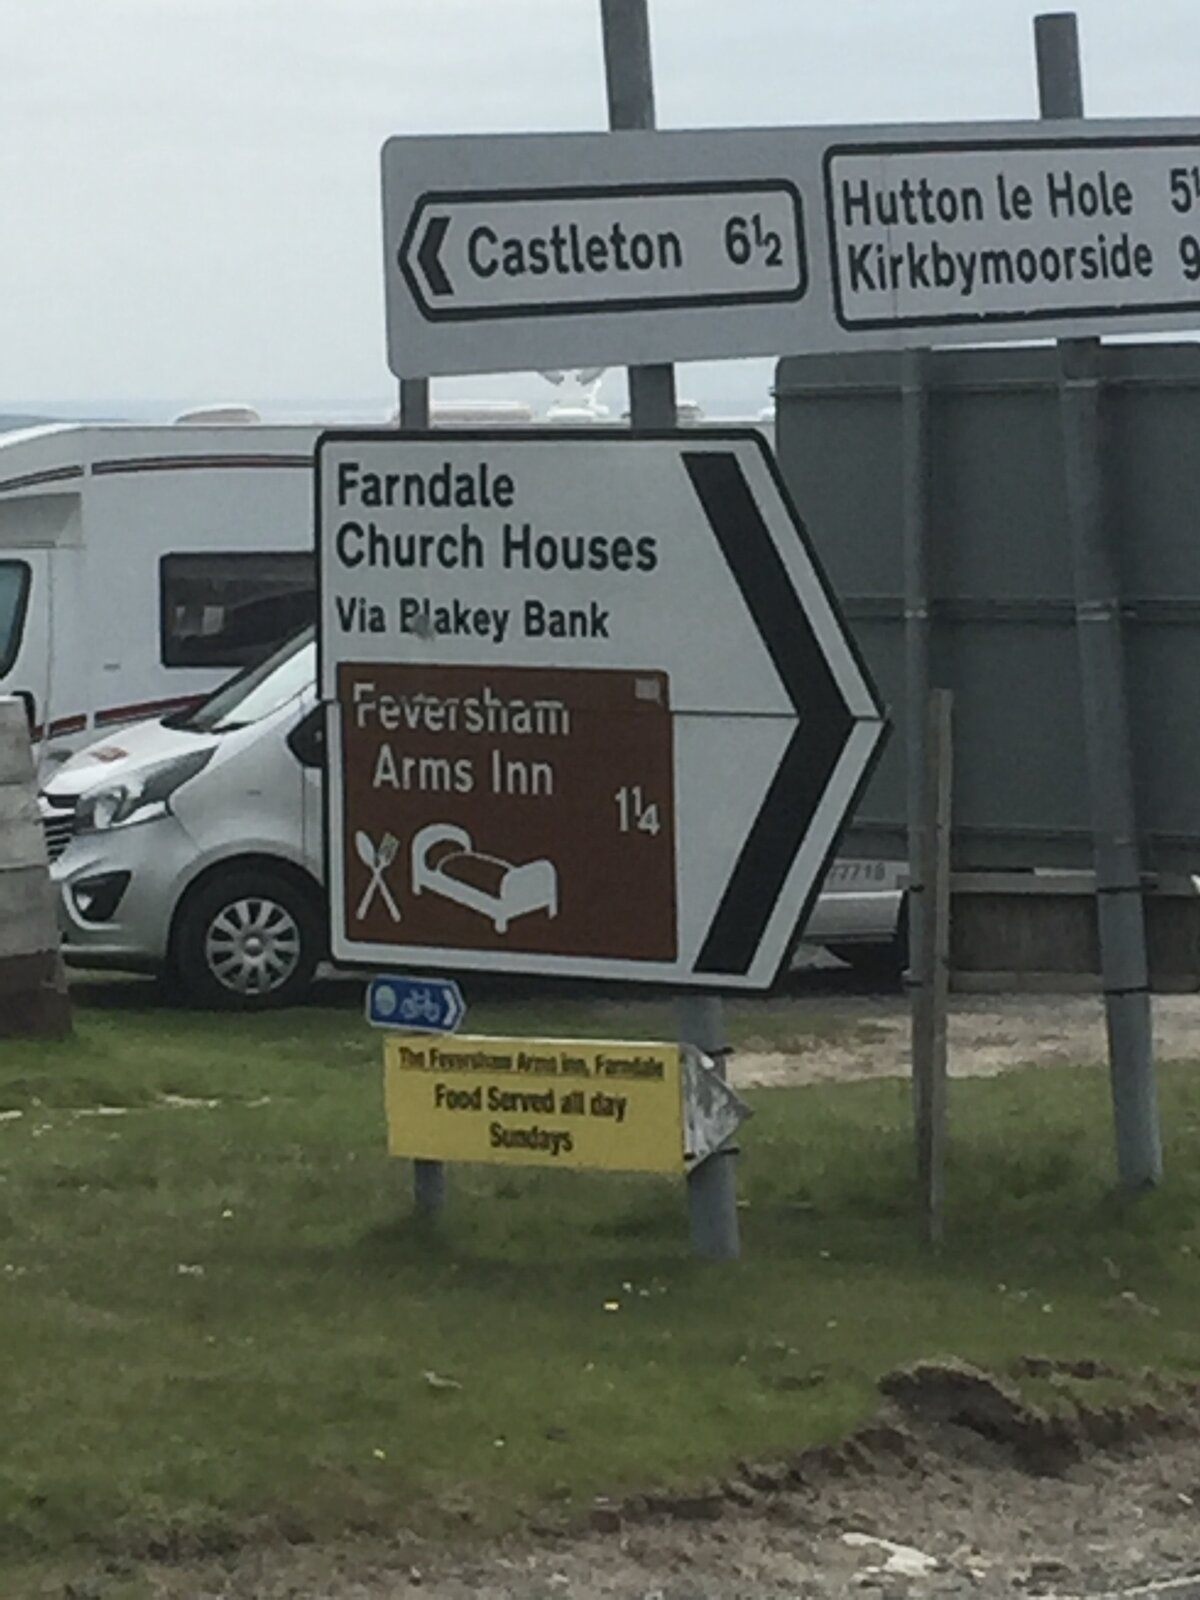 Castleton 6½
Hutton le Hole 5
Kirkbymoorside 9
Farndale
Church Houses
Via Blakey Bank
Feversham
Arms Inn
1¼
The Feversham Arms Inn, Farndale
Food Served all day
Sundays